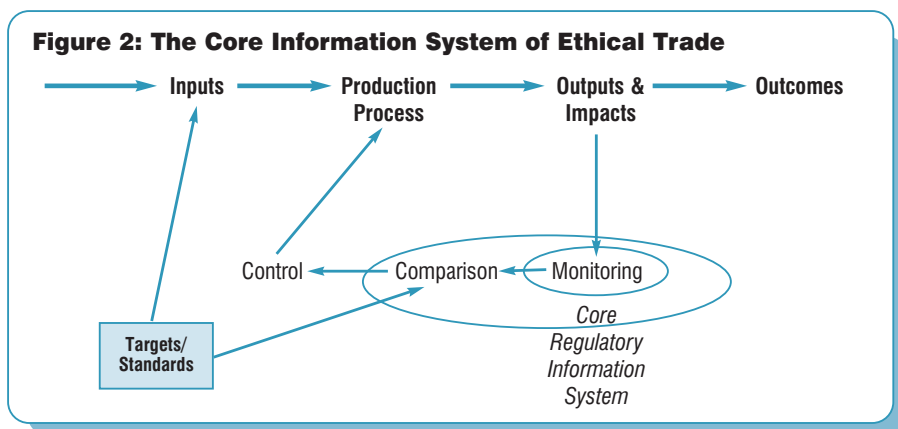 Figure 2: The Core Information System of Ethical Trade
Inputs
Production
Process
Outputs &
Impacts
Outcomes
Control
Comparison
Monitoring
Core
Regulatory
Information
System
Targets/
Standards